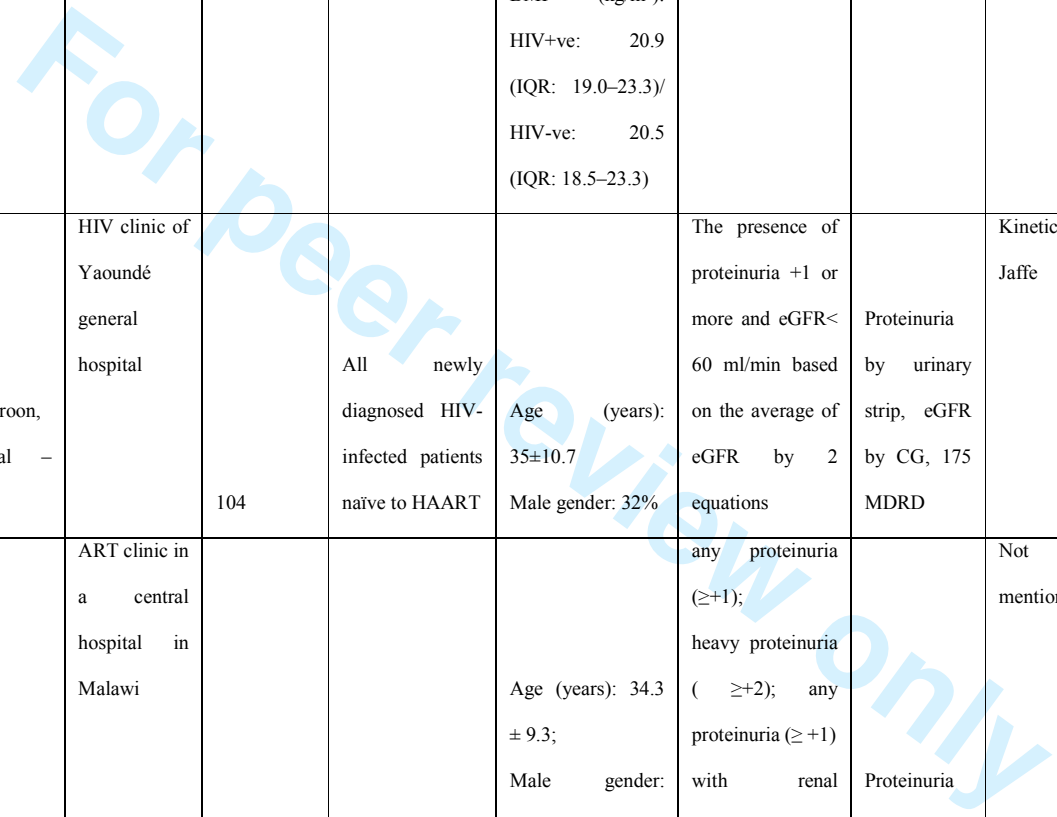 HIV+ve: 20.9
(IQR: 19.0–23.3)/
HIV-ve: 20.5
(IQR: 18.5–23.3)
roon,
al –
HIV clinic of
Yaoundé
general
hospital
104
All newly
diagnosed HIV-
infected patients
naïve to HAART
Age (years):
35±10.7
Male gender: 32%
The presence of
proteinuria +1 or
more and eGFR<
60 ml/min based
on the average of
eGFR by 2
equations
Proteinuria
by urinary
strip, eGFR
by CG, 175
MDRD
Kinetic
Jaffe
ART clinic in
a central
hospital in
Malawi
Age (years): 34.3
± 9.3;
Male gender:
any proteinuria
(≥+1);
heavy proteinuria
( ≥+2); any
proteinuria (≥ +1)
with renal
Proteinuria
Not
mention
For peer review only